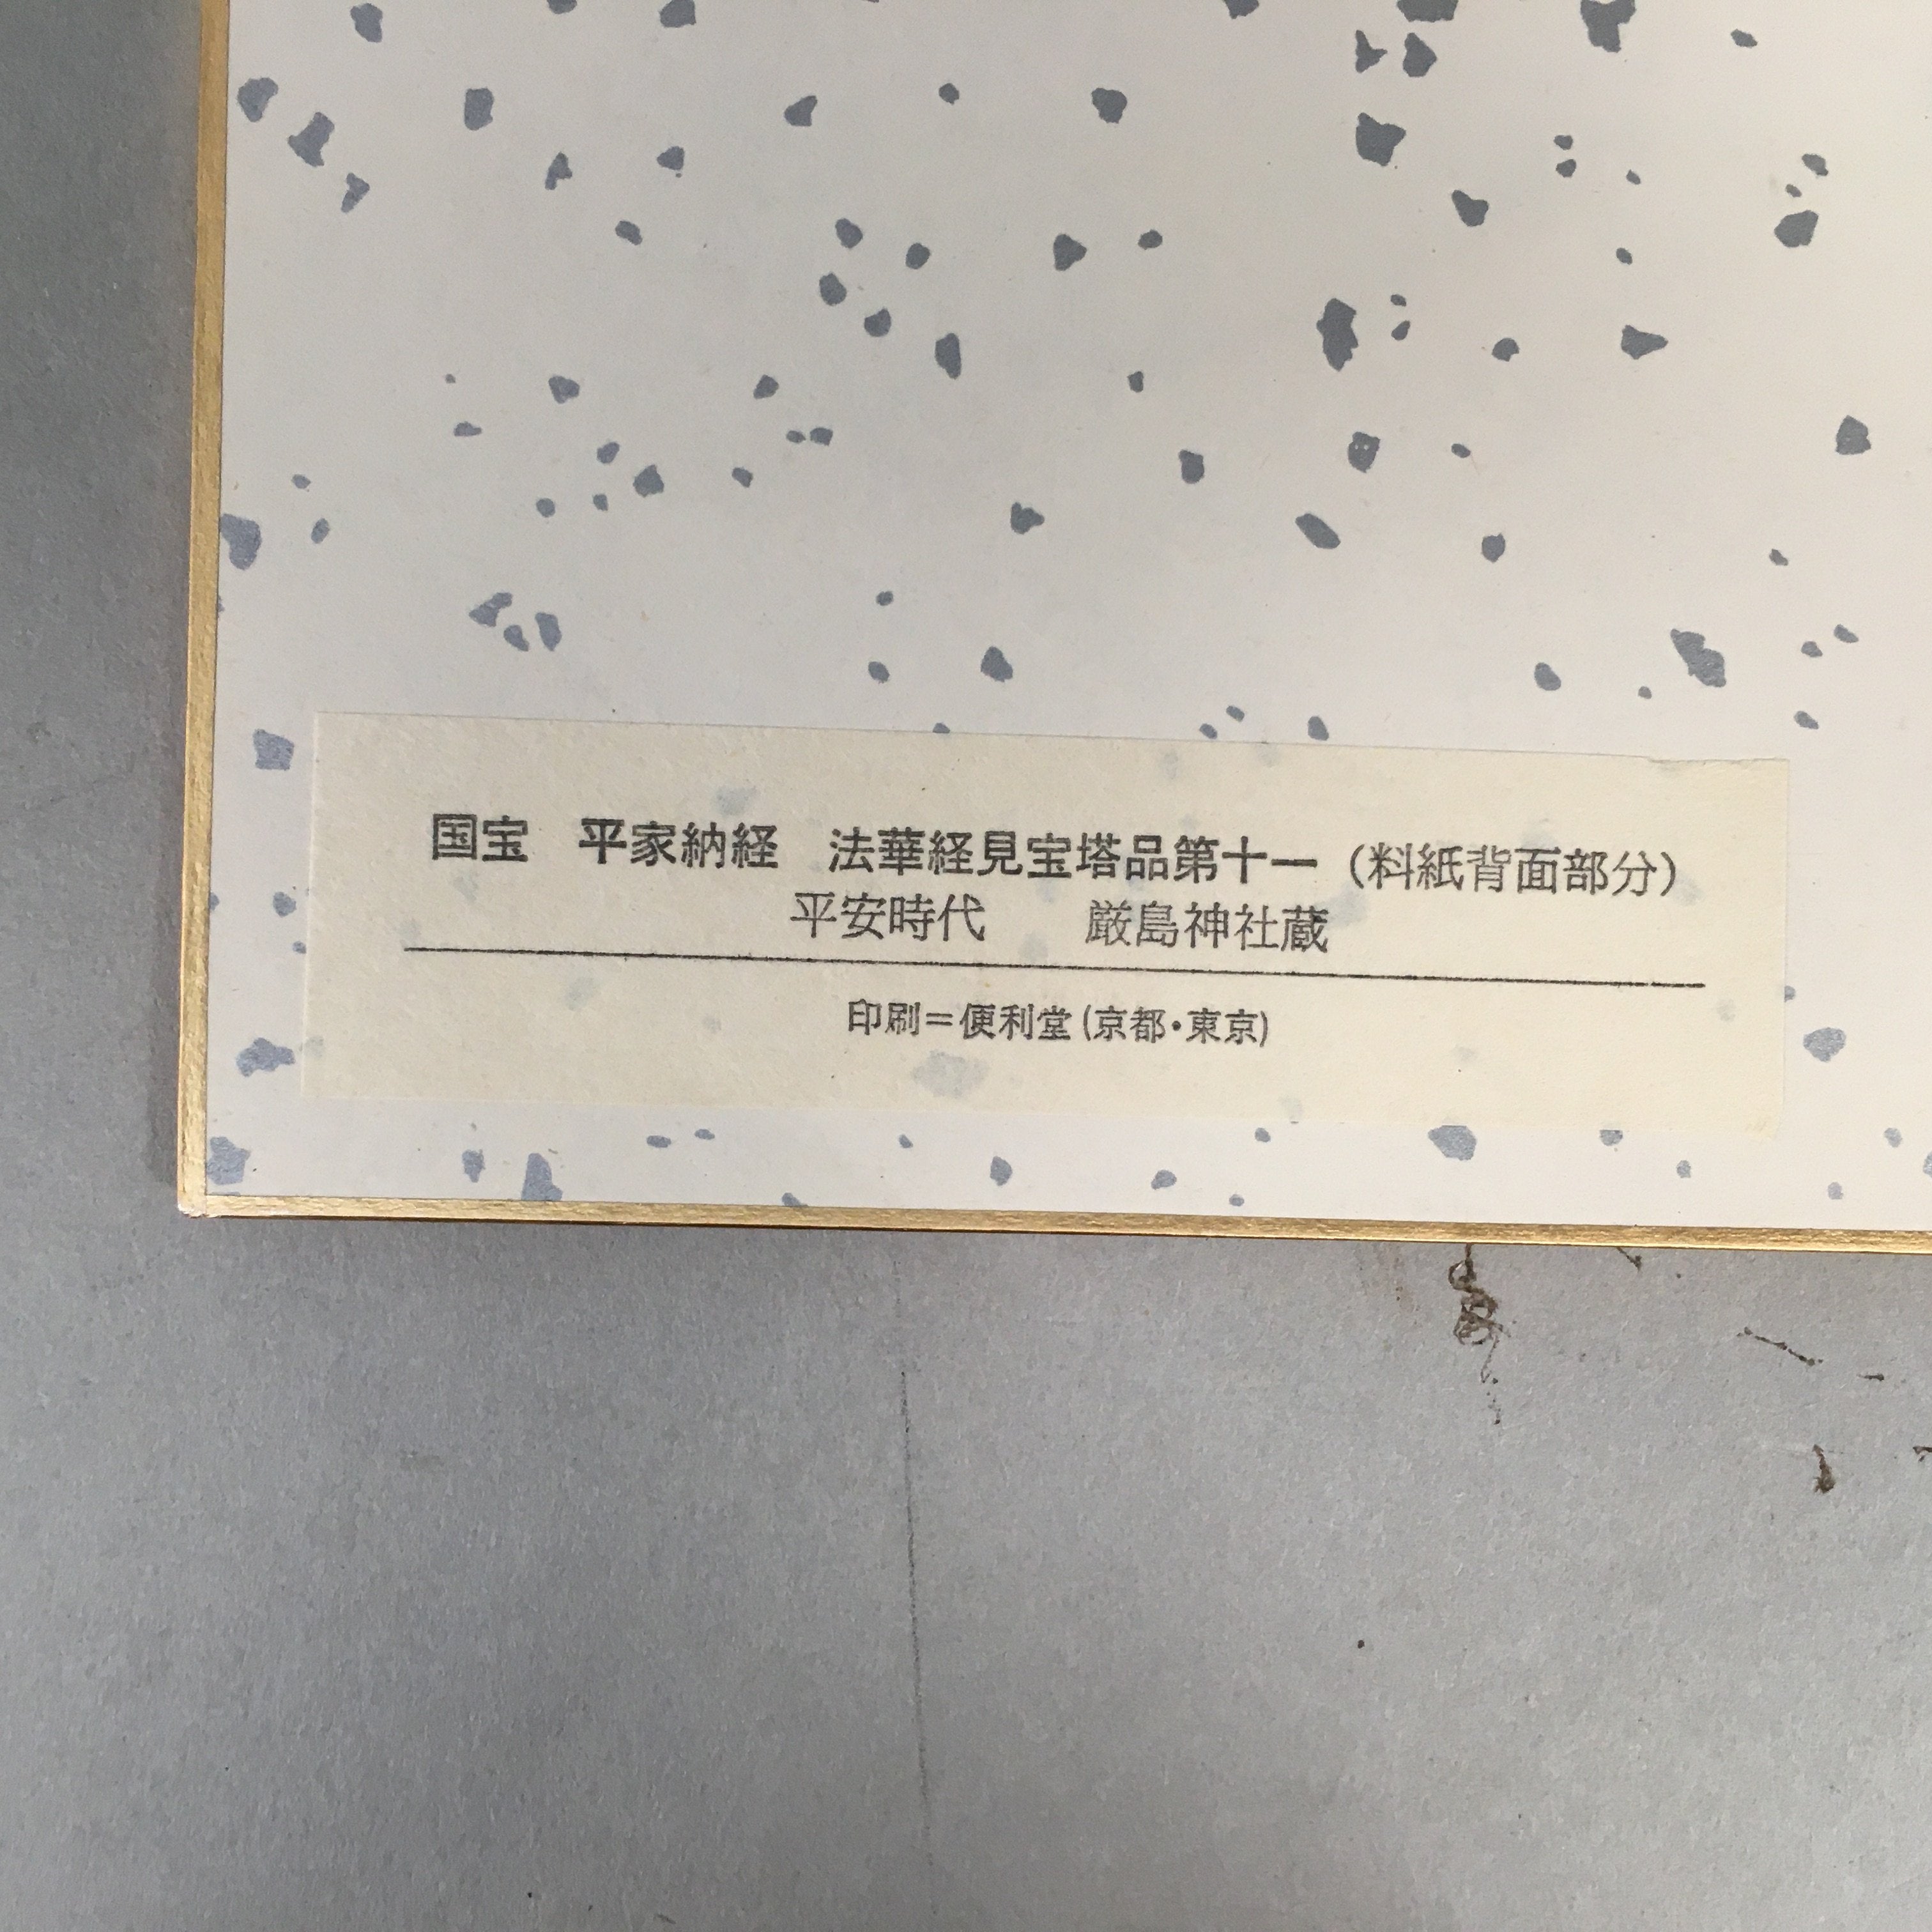 国宝　平家納経　法華経見宝塔品第十一（料紙背面部分）
平安時代　　厳島神社蔵
印刷＝便利堂(京都・東京)